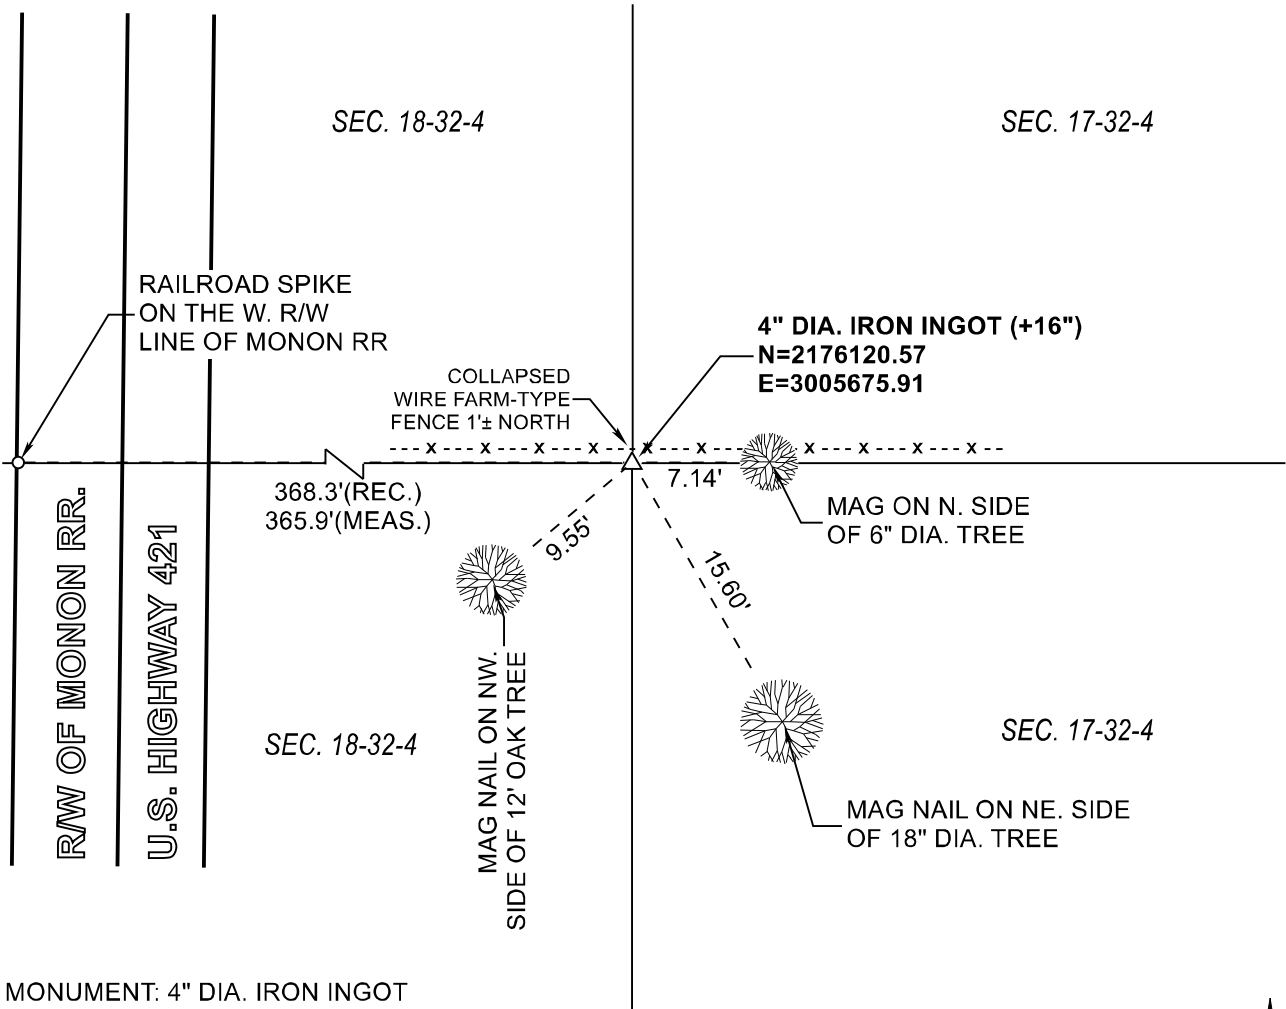 SEC. 18-32-4
SEC. 17-32-4
RAILROAD SPIKE
ON THE W. R/W
LINE OF MONON RR
4" DIA. IRON INGOT (+16")
N=2176120.57
E=3005675.91
COLLAPSED
WIRE FARM-TYPE
FENCE 1'± NORTH
x x x x x x x x x x
368.3'(REC.)
365.9'(MEAS.)
7.14'
9.55'
15.60'
MAG ON N. SIDE
OF 6" DIA. TREE
R/W OF MONON RR.
U.S. HIGHWAY 421
MAG NAIL ON NW.
SIDE OF 12' OAK TREE
SEC. 18-32-4
SEC. 17-32-4
MAG NAIL ON NE. SIDE
OF 18" DIA. TREE
MONUMENT: 4" DIA. IRON INGOT